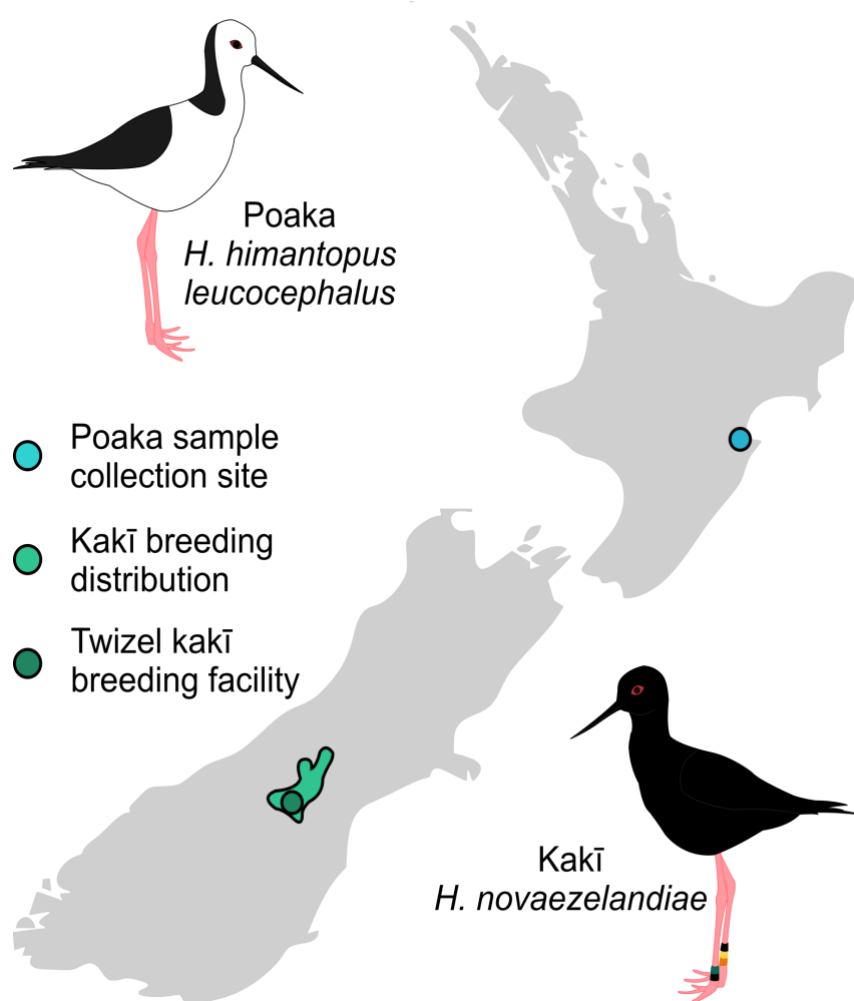 Poaka
H. himantopus
leucocephalus
Poaka sample
collection site
Kakī breeding
distribution
Twizel kakī
breeding facility
Kakī
H. novaezelandiae